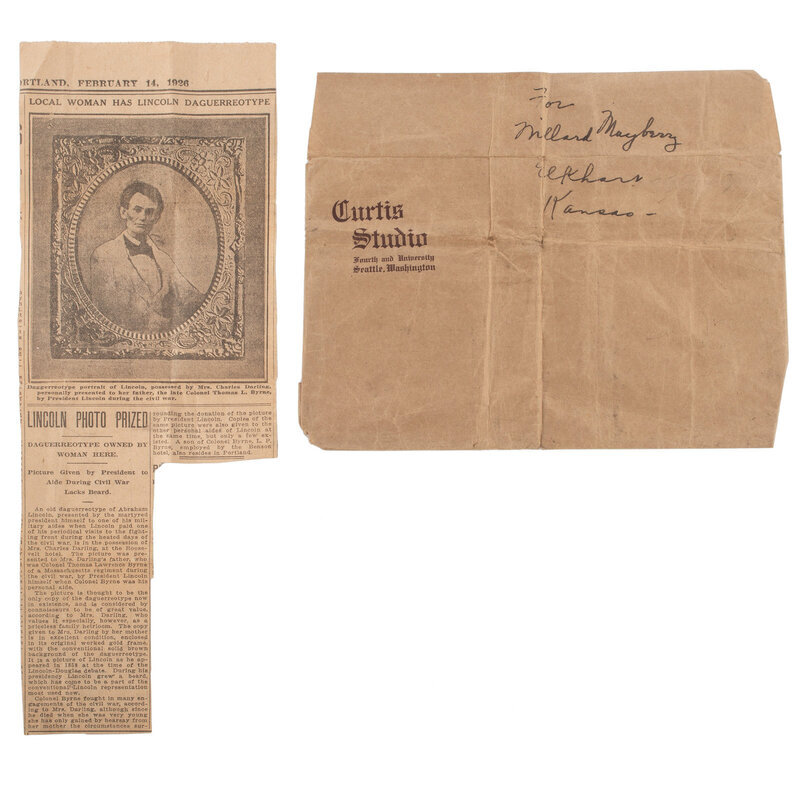 RTLAND, FEBRUARY 14, 1926
LOCAL WOMAN HAS LINCOLN DAGUERREOTYPE
Daguerreotype portrait of Lincoln, possessed by Mrs. Charles Darling,
personally presented to her father, the late Colonel Thomas L. Byrne,
by President Lincoln during the civil war.
LINCOLN PHOTO PRIZED
DAGUERREOTYPE OWNED BY
WOMAN HERE.
Picture Given by President to
Aide During Civil War
Lacks Beard.
An old daguerreotype of Abraham
Lincoln, presented by the martyred
president himself to one of his mil-
itary aides when Lincoln paid one
of his periodical visits to the fight-
ing front during the heated days of
the civil war, is in the possession of
Mrs. Charles Darling, at the Roose-
velt hotel. The picture was pre-
sented to Mrs. Darling's father, who
was Colonel Thomas Lawrence Byrne
of a Massachusetts regiment during
the civil war, by President Lincoln
himself when Colonel Byrne was his
personal aide.
The picture is thought to be the
only copy of the daguerreotype now
in existence, and is considered by
connoisseurs to be of great value,
according to Mrs. Darling, who
values it especially, however, as a
priceless family heirloom. The copy
given to Mrs. Darling by her mother
is in excellent condition, enclosed
in its original worked gold frame,
with the conventional solid brown
background of the daguerreotype.
It is a picture of Lincoln as he ap-
peared in 1858 at the time of the
Lincoln-Douglas debate. During his
presidency Lincoln grew a beard,
which has come to be a part of the
conventional Lincoln representation
most used now.
Colonel Byrne fought in many en-
gagements of the civil war, accord-
ing to Mrs. Darling, although since
he died when she was very young
she has only gained by hearsay from
her mother the circumstances sur-
rounding the donation of the picture
by President Lincoln. Copies of the
same picture were also given to the
other personal aides of Lincoln at
the same time, but only a few ex-
isted. A son of Colonel Byrne, L. P.
Byrne, employed by the Benson
hotel, also resides in Portland.
For
Willard Mayberry
Elkhart
Kansas -
Curtis
Studio
Fourth and University
Seattle, Washington